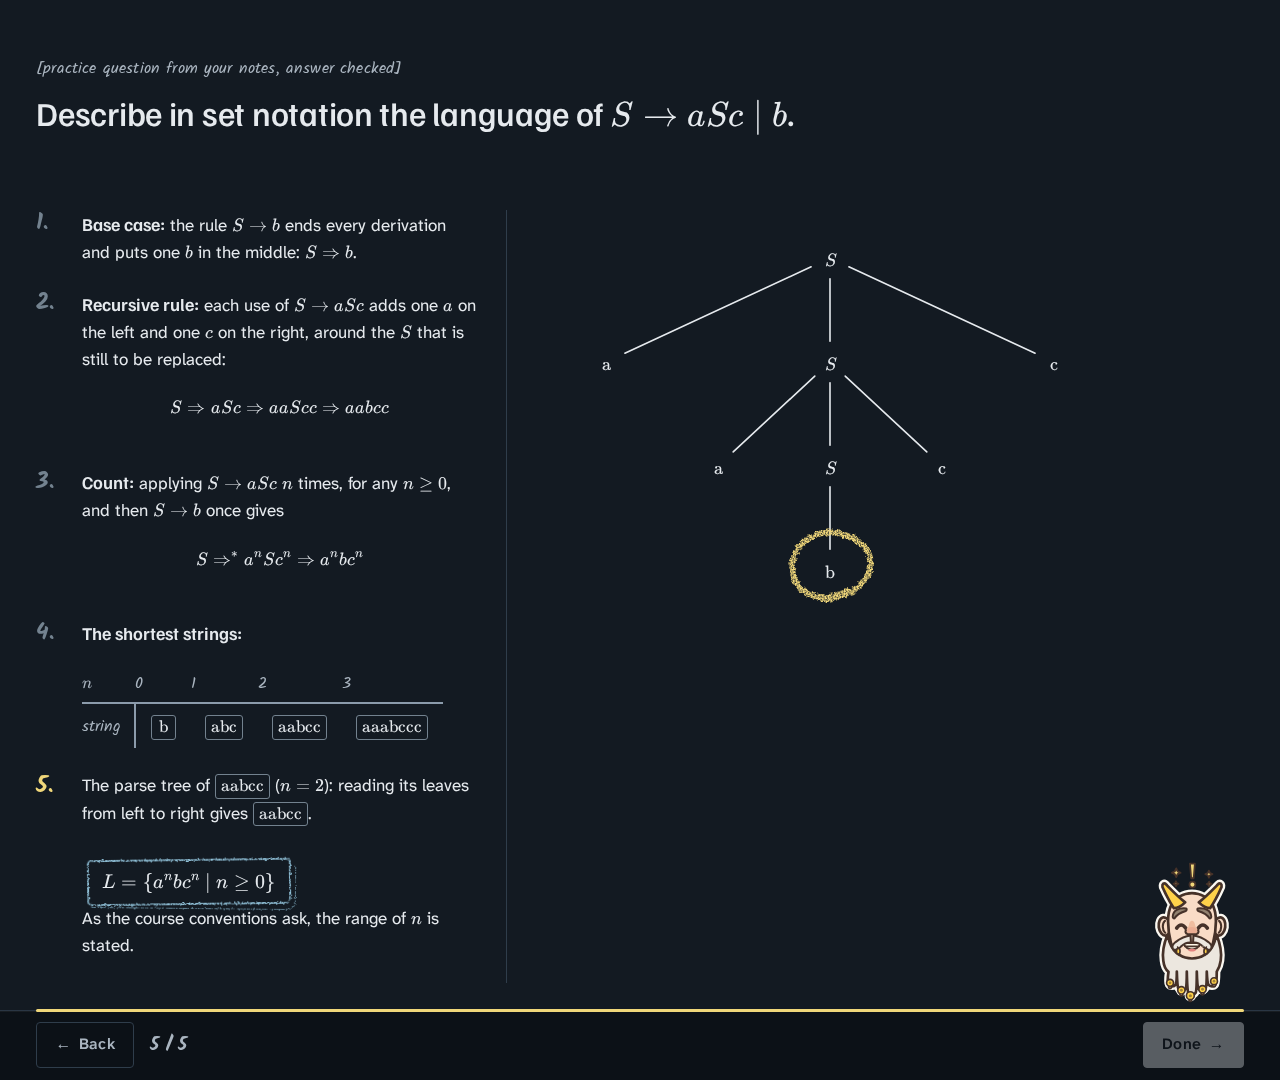 [practice question from your notes, answer checked]
Describe in set notation the language of S → aSc | b.
1. Base case: the rule S → b ends every derivation
and puts one b in the middle: S ⇒ b.
2. Recursive rule: each use of S → aSc adds one a on
the left and one c on the right, around the S that is
still to be replaced:
S ⇒ aSc ⇒ aaScc ⇒ aabcc
3. Count: applying S → aSc n times, for any n ≥ 0,
and then S → b once gives
S ⇒* aⁿScⁿ ⇒ aⁿbcⁿ
4. The shortest strings:
n 0 1 2 3
string b abc aabcc aaabccc
5. The parse tree of aabcc (n = 2): reading its leaves
from left to right gives aabcc.
L = {aⁿbcⁿ | n ≥ 0}
As the course conventions ask, the range of n is
stated.
S
a S c
a S c
b
← Back 5 / 5 Done →